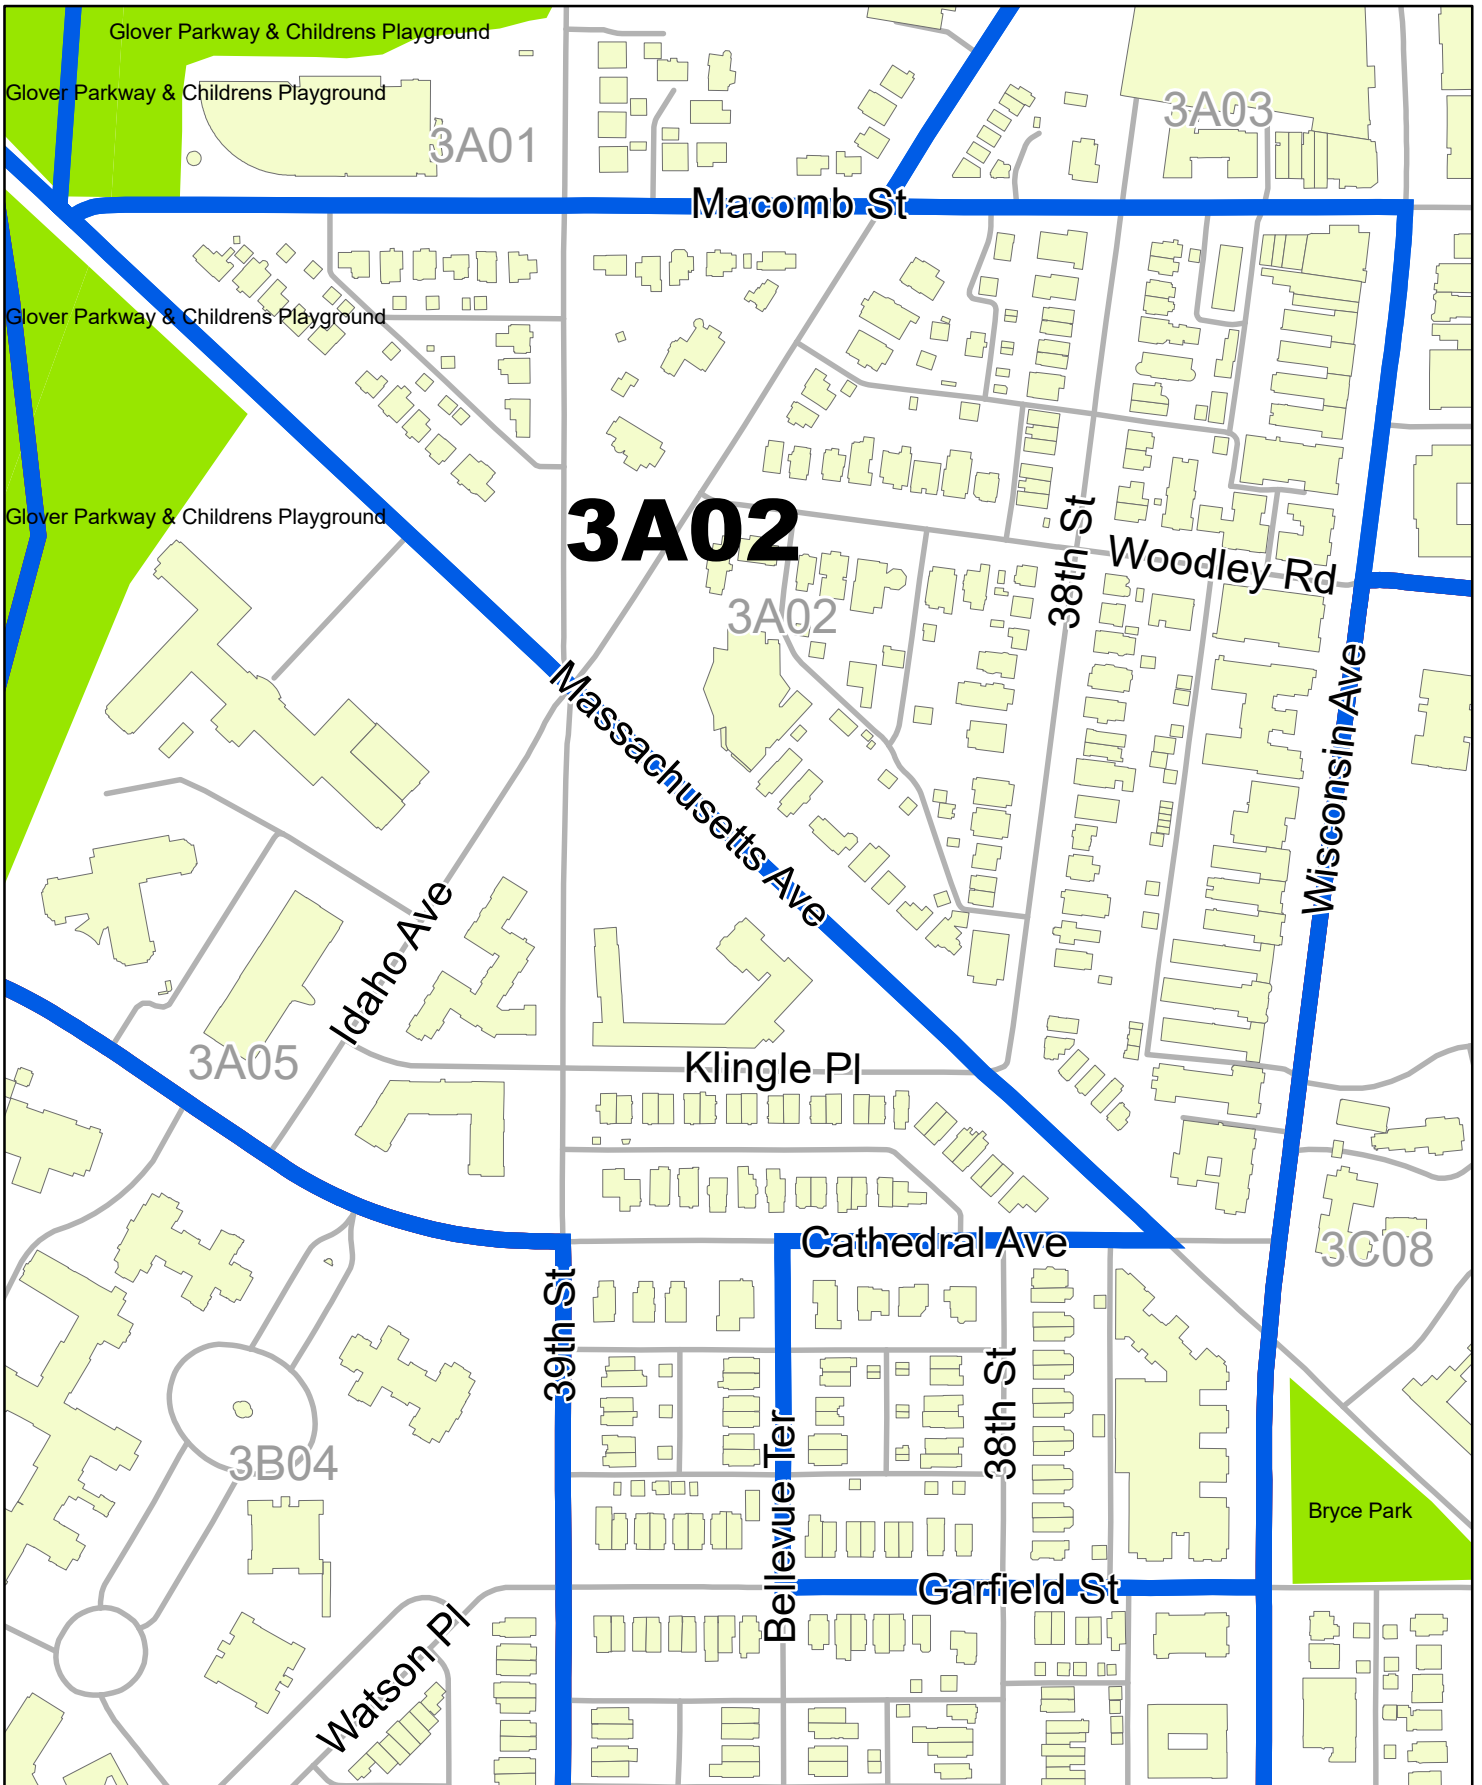 Glover Parkway & Childrens Playground
Glover Parkway & Childrens Playground
3A03
3A01
Macomb St
Glover Parkway & Childrens Playground
Glover Parkway & Childrens Playground
3A02
38th St
Woodley Rd
3A02
Massachusetts Ave
Wisconsin Ave
Idaho Ave
3A05
Klingle Pl
Cathedral Ave
3C08
39th St
38th St
3B04
Bellevue Ter
Bryce Park
Garfield St
Watson Pl